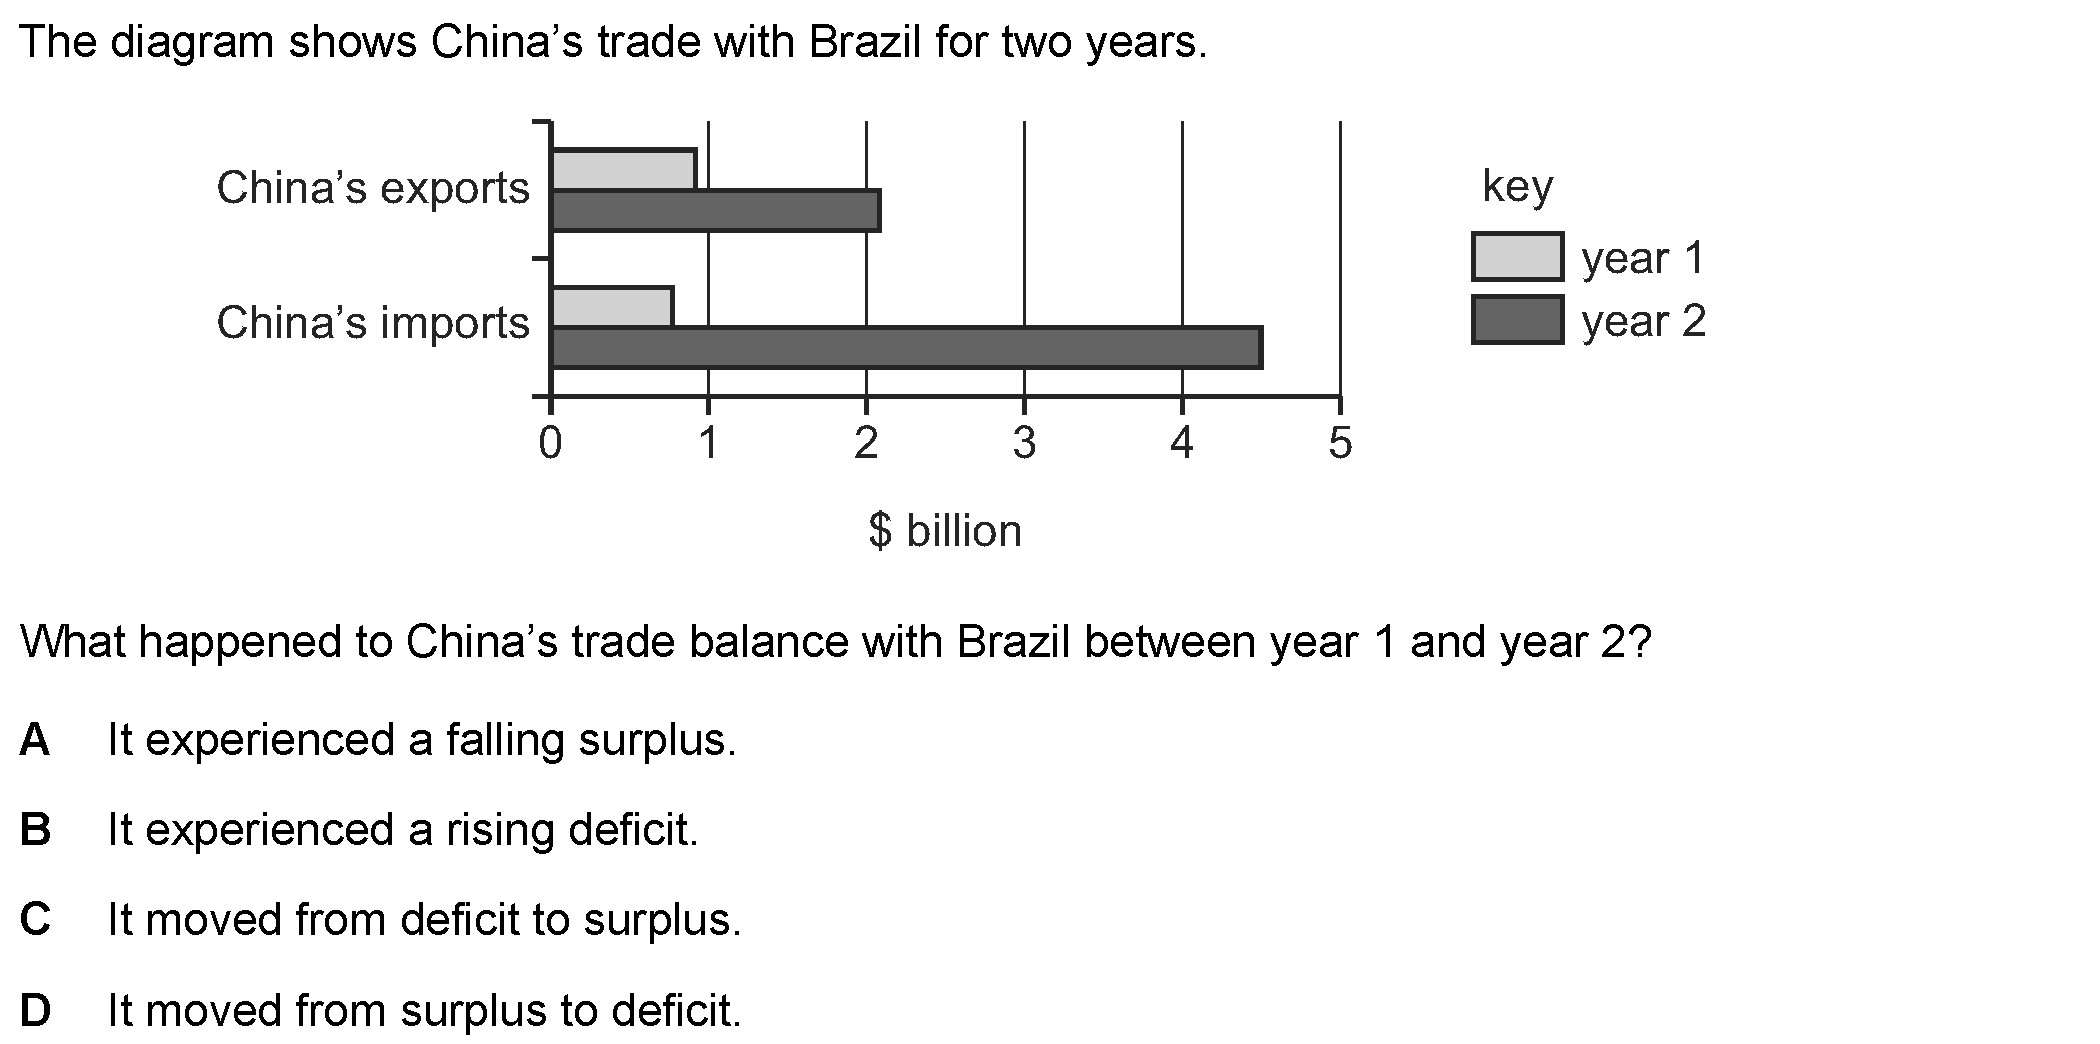 The diagram shows China’s trade with Brazil for two years.
China’s exports
China’s imports
key
year 1
year 2
0 1 2 3 4 5
$ billion
What happened to China’s trade balance with Brazil between year 1 and year 2?
A It experienced a falling surplus.
B It experienced a rising deficit.
C It moved from deficit to surplus.
D It moved from surplus to deficit.